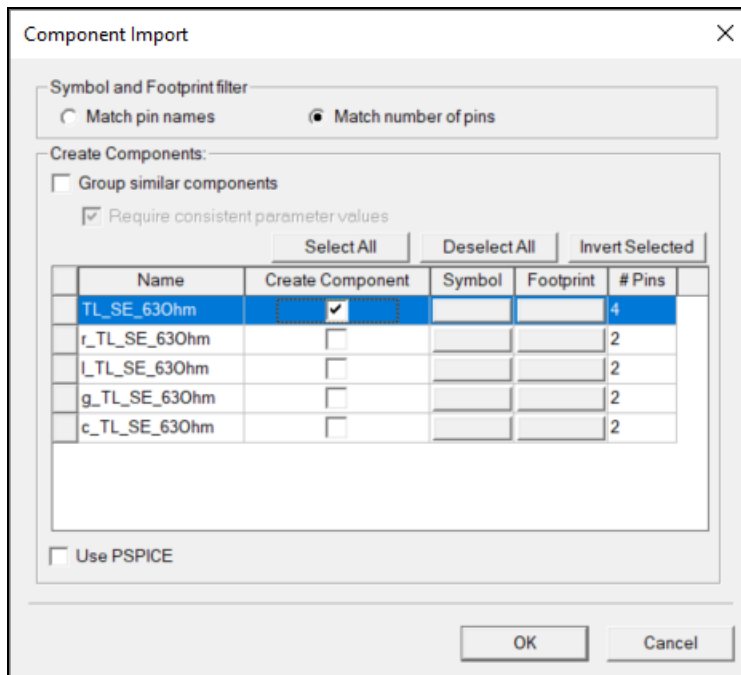 Component Import
Symbol and Footprint filter
Match pin names Match number of pins
Create Components:
Group similar components
Require consistent parameter values
Select All Deselect All Invert Selected
Name Create Component Symbol Footprint # Pins
TL_SE_63Ohm 4
r_TL_SE_63Ohm 2
l_TL_SE_63Ohm 2
g_TL_SE_63Ohm 2
c_TL_SE_63Ohm 2
Use PSPICE
OK Cancel